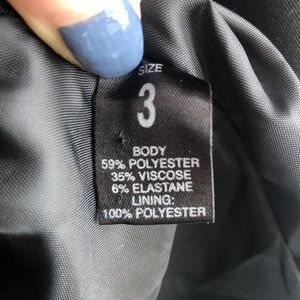 SIZE
3
BODY
59% POLYESTER
35% VISCOSE
6% ELASTANE
LINING:
100% POLYESTER